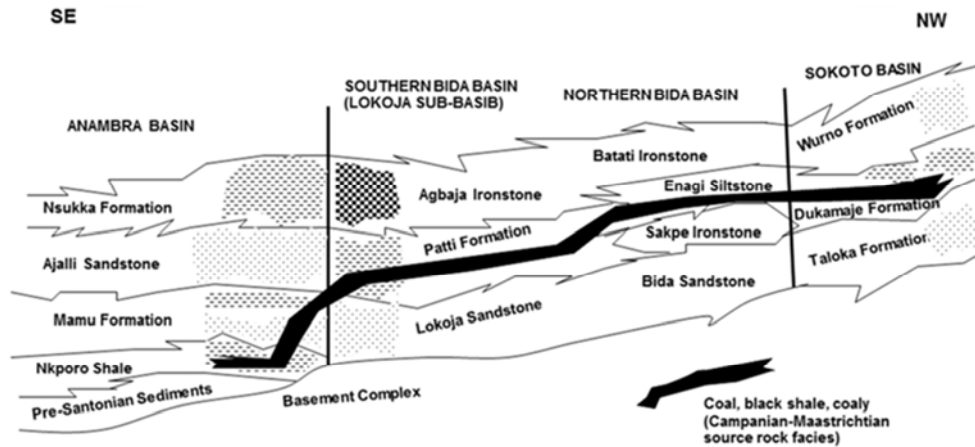 SE
NW
SOUTHERN BIDA BASIN
(LOKOJA SUB-BASIB)
NORTHERN BIDA BASIN
SOKOTO BASIN
ANAMBRA BASIN
Wurno Formation
Batati Ironstone
Enagi Siltstone
Agbaja Ironstone
Nsukka Formation
Dukamaje Formation
Patti Formation
Sakpe Ironstone
Ajalli Sandstone
Taloka Formation
Bida Sandstone
Mamu Formation
Lokoja Sandstone
Nkporo Shale
Pre-Santonian Sediments
Basement Complex
Coal, black shale, coaly
(Campanian-Maastrichtian
source rock facies)